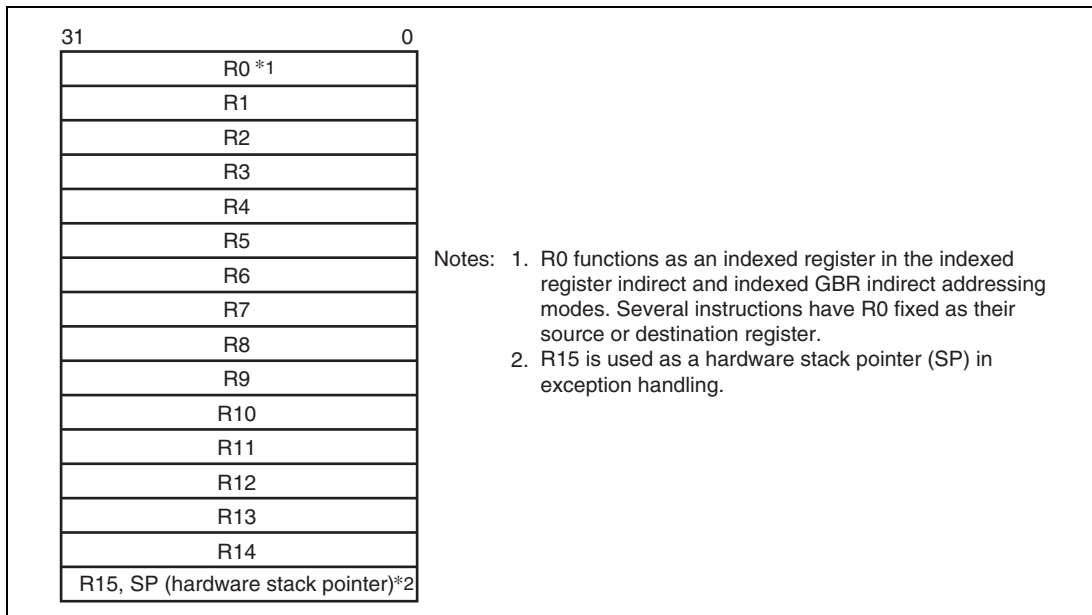 31 0
R0 *1
R1
R2
R3
R4
R5
R6
R7
R8
R9
R10
R11
R12
R13
R14
R15, SP (hardware stack pointer)*2
Notes: 1. R0 functions as an indexed register in the indexed
register indirect and indexed GBR indirect addressing
modes. Several instructions have R0 fixed as their
source or destination register.
2. R15 is used as a hardware stack pointer (SP) in
exception handling.